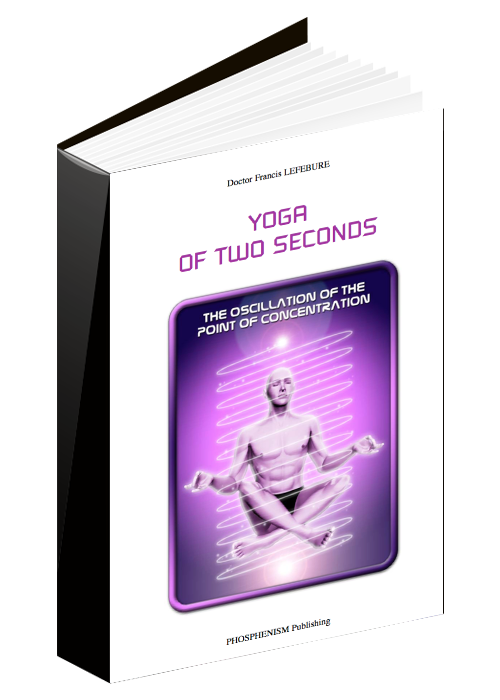 Doctor Francis LEFEBURE
YOGA
OF TWO SECONDS
THE OSCILLATION OF THE
POINT OF CONCENTRATION
PHOSPHENISM Publishing